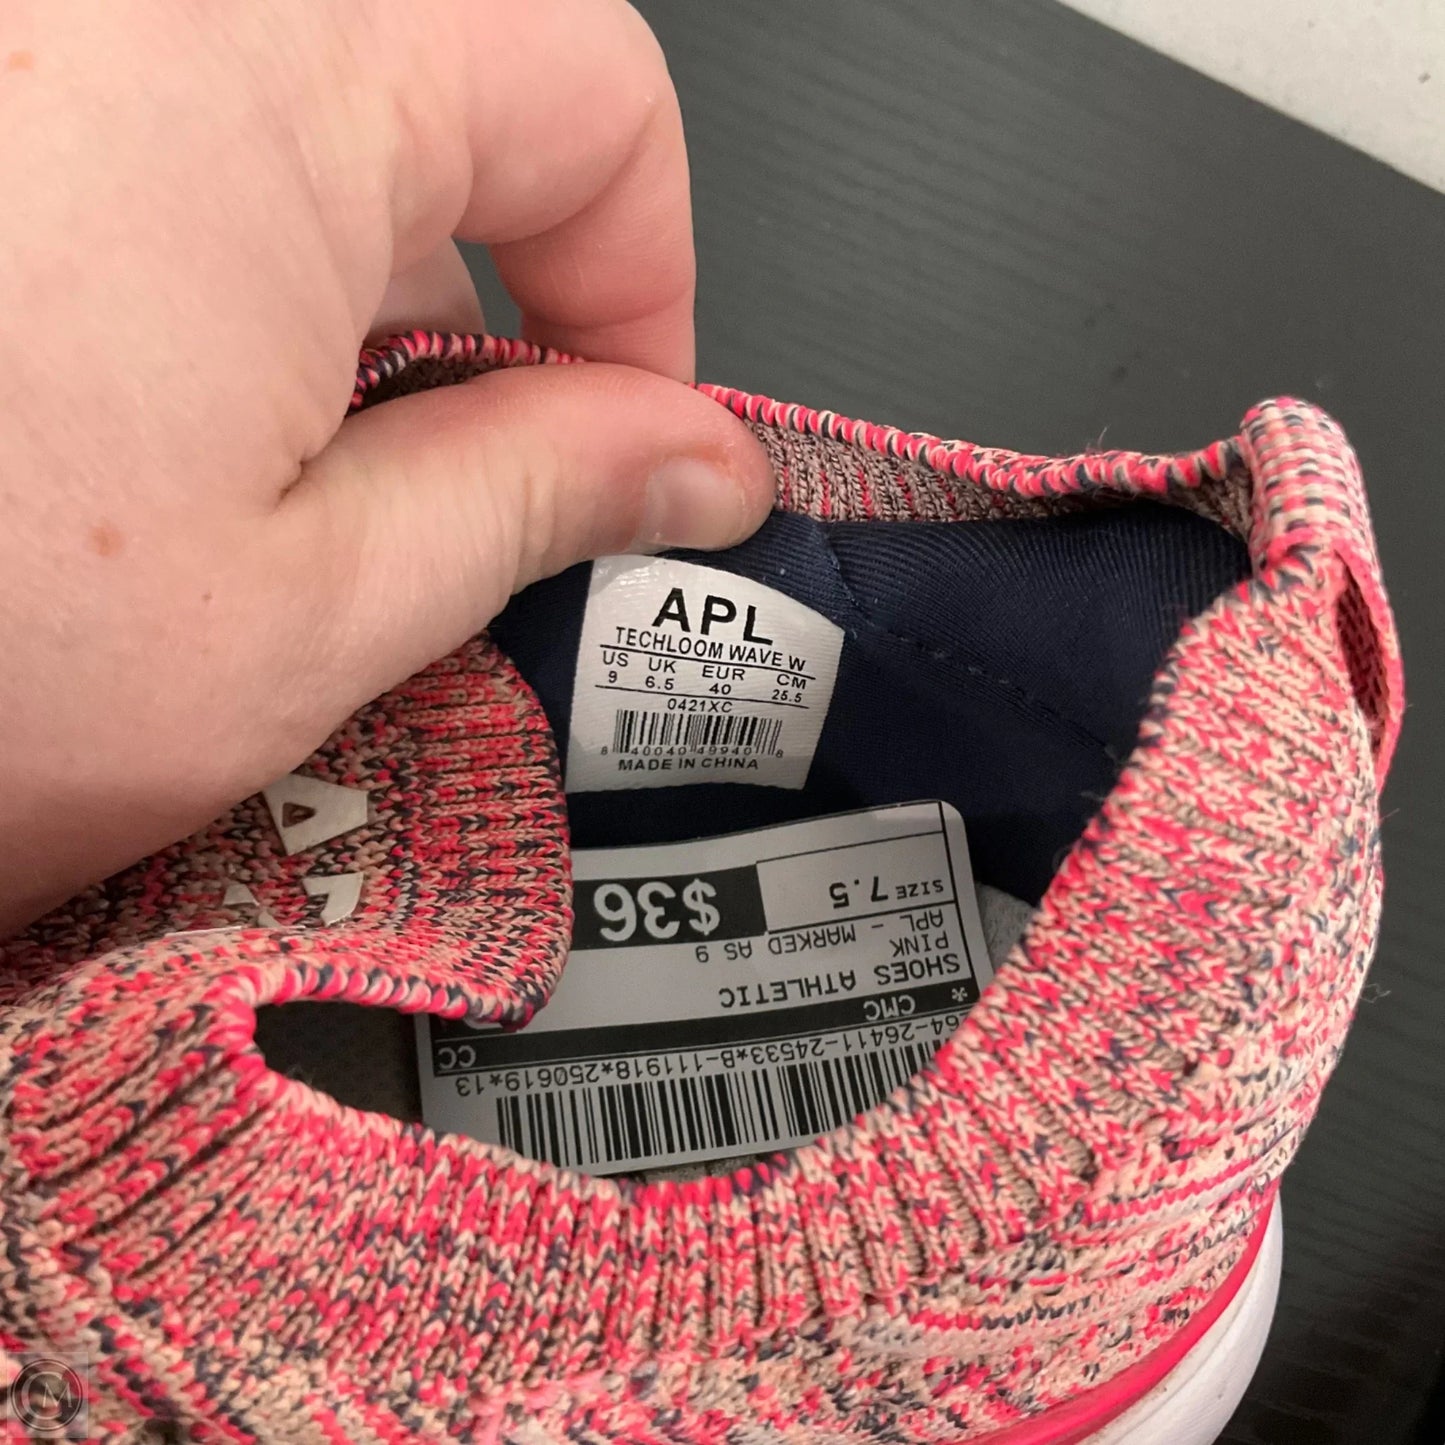 APL
TECHLOOM WAVE W
US UK EUR CM
9 6.5 40 25.5
0421XC
8 40040 49940 8
MADE IN CHINA
SIZE 7.5
$36
APL - MARKED AS 9
PINK
SHOES ATHLETIC
* CMC
264-26411-24533*B-111918*250619*13
CC
M